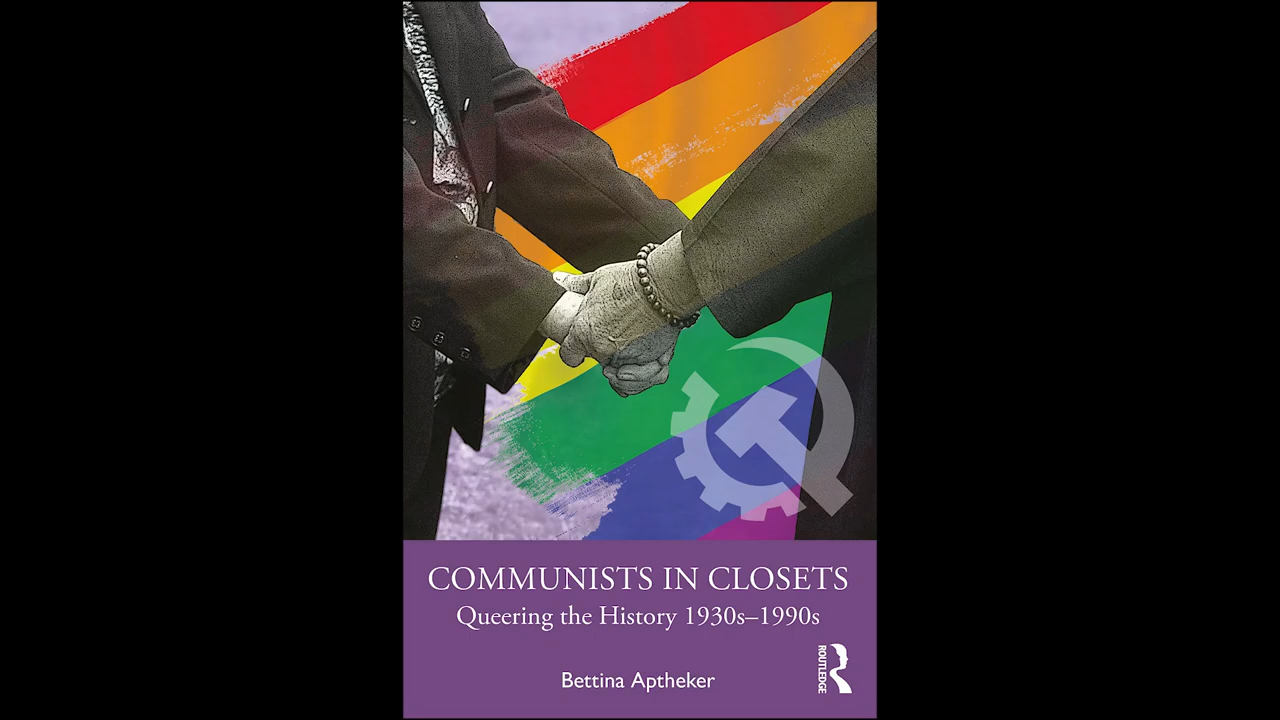 COMMUNISTS IN CLOSETS
Queering the History 1930s–1990s
Bettina Aptheker
ROUTLEDGE